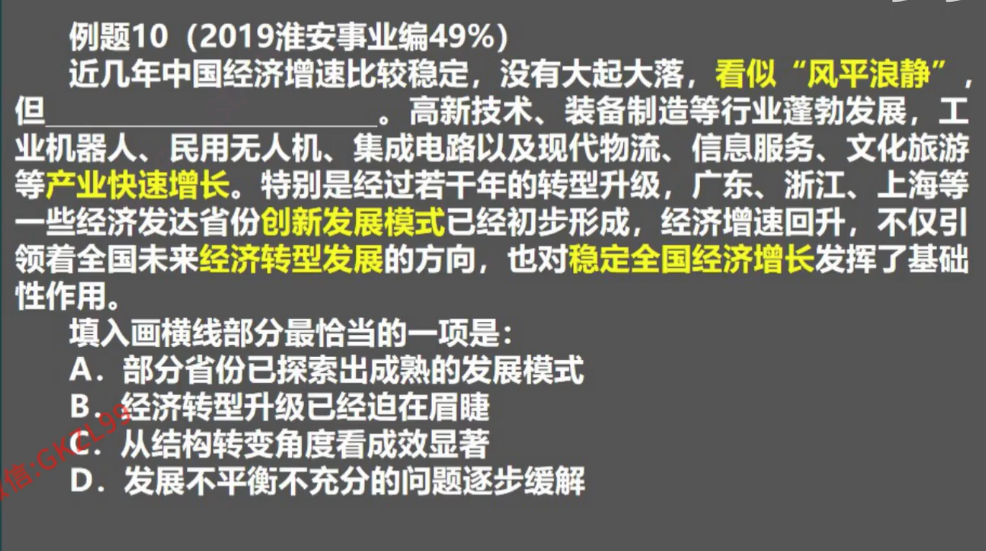 例题10（2019淮安事业编49%）
近几年中国经济增速比较稳定，没有大起大落，看似“风平浪静”，
但____________________。高新技术、装备制造等行业蓬勃发展，工
业机器人、民用无人机、集成电路以及现代物流、信息服务、文化旅游
等产业快速增长。特别是经过若干年的转型升级，广东、浙江、上海等
一些经济发达省份创新发展模式已经初步形成，经济增速回升，不仅引
领着全国未来经济转型发展的方向，也对稳定全国经济增长发挥了基础
性作用。
填入画横线部分最恰当的一项是：
A．部分省份已探索出成熟的发展模式
B．经济转型升级已经迫在眉睫
C．从结构转变角度看成效显著
D．发展不平衡不充分的问题逐步缓解
信:GKZL99